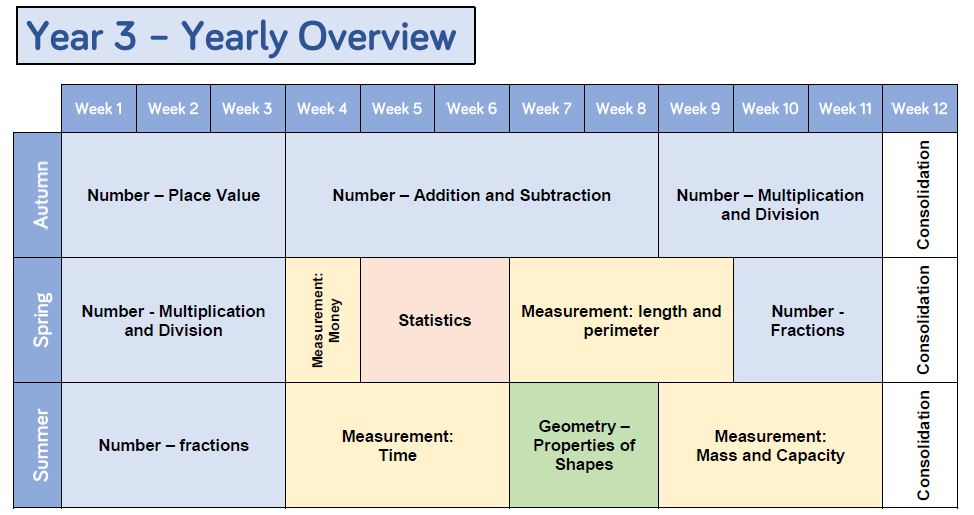 Year 3 – Yearly Overview
Week 1 Week 2 Week 3 Week 4 Week 5 Week 6 Week 7 Week 8 Week 9 Week 10 Week 11 Week 12
Autumn
Number – Place Value
Number – Addition and Subtraction
Number – Multiplication
and Division
Consolidation
Spring
Number - Multiplication
and Division
Measurement:
Money
Statistics
Measurement: length and
perimeter
Number -
Fractions
Consolidation
Summer
Number – fractions
Measurement:
Time
Geometry –
Properties of
Shapes
Measurement:
Mass and Capacity
Consolidation